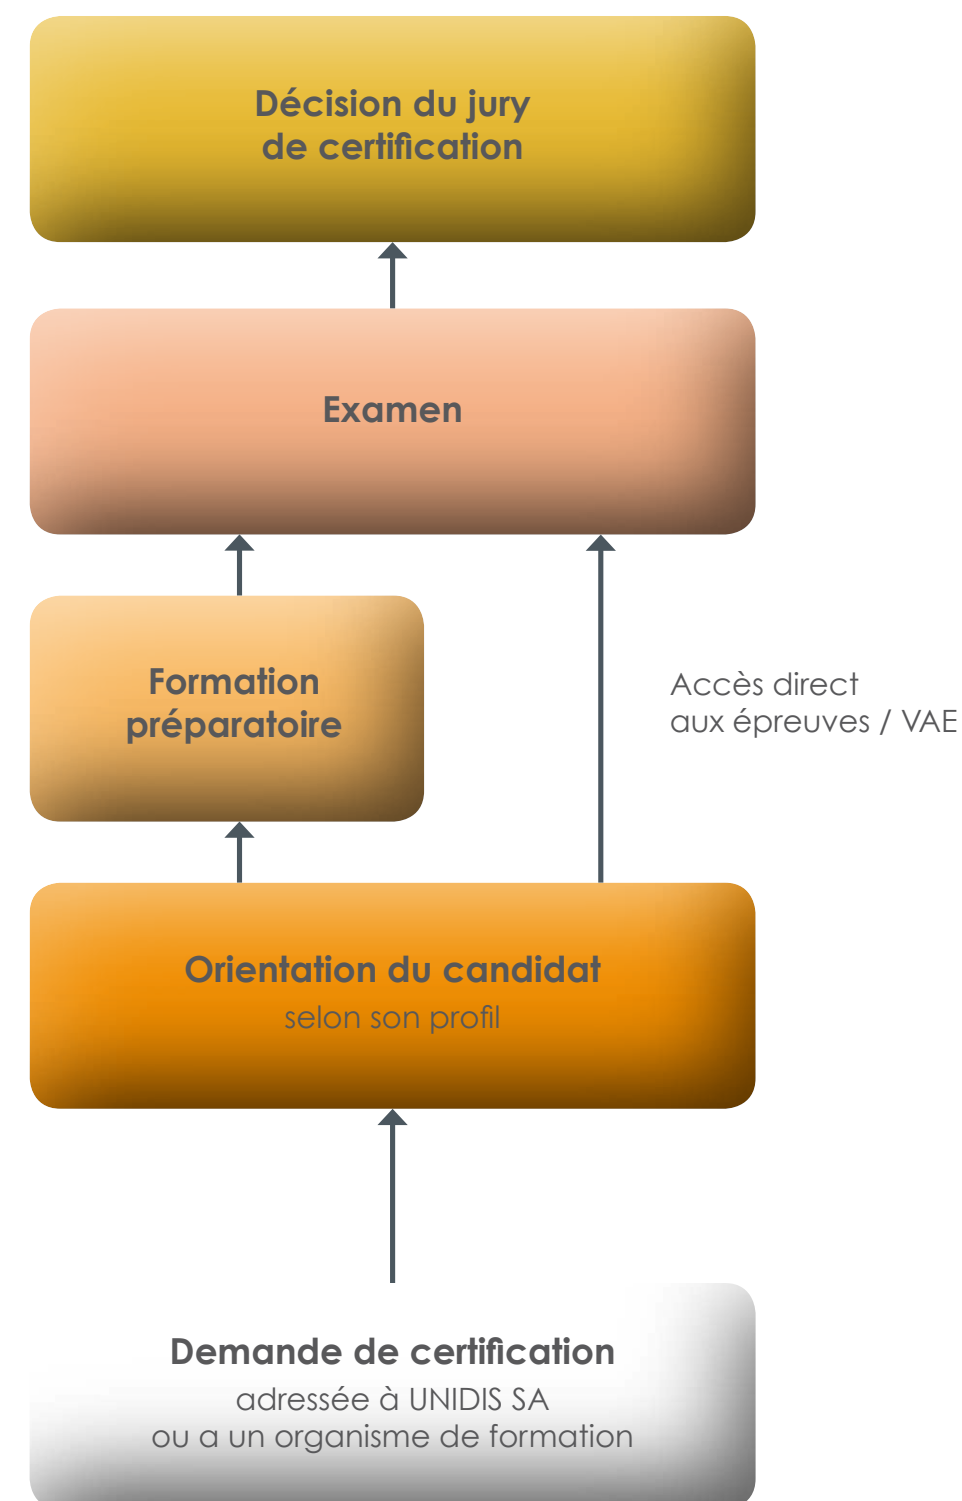 Décision du jury
de certification
Examen
Formation
préparatoire
Accès direct
aux épreuves / VAE
Orientation du candidat
selon son profil
Demande de certification
adressée à UNIDIS SA
ou a un organisme de formation